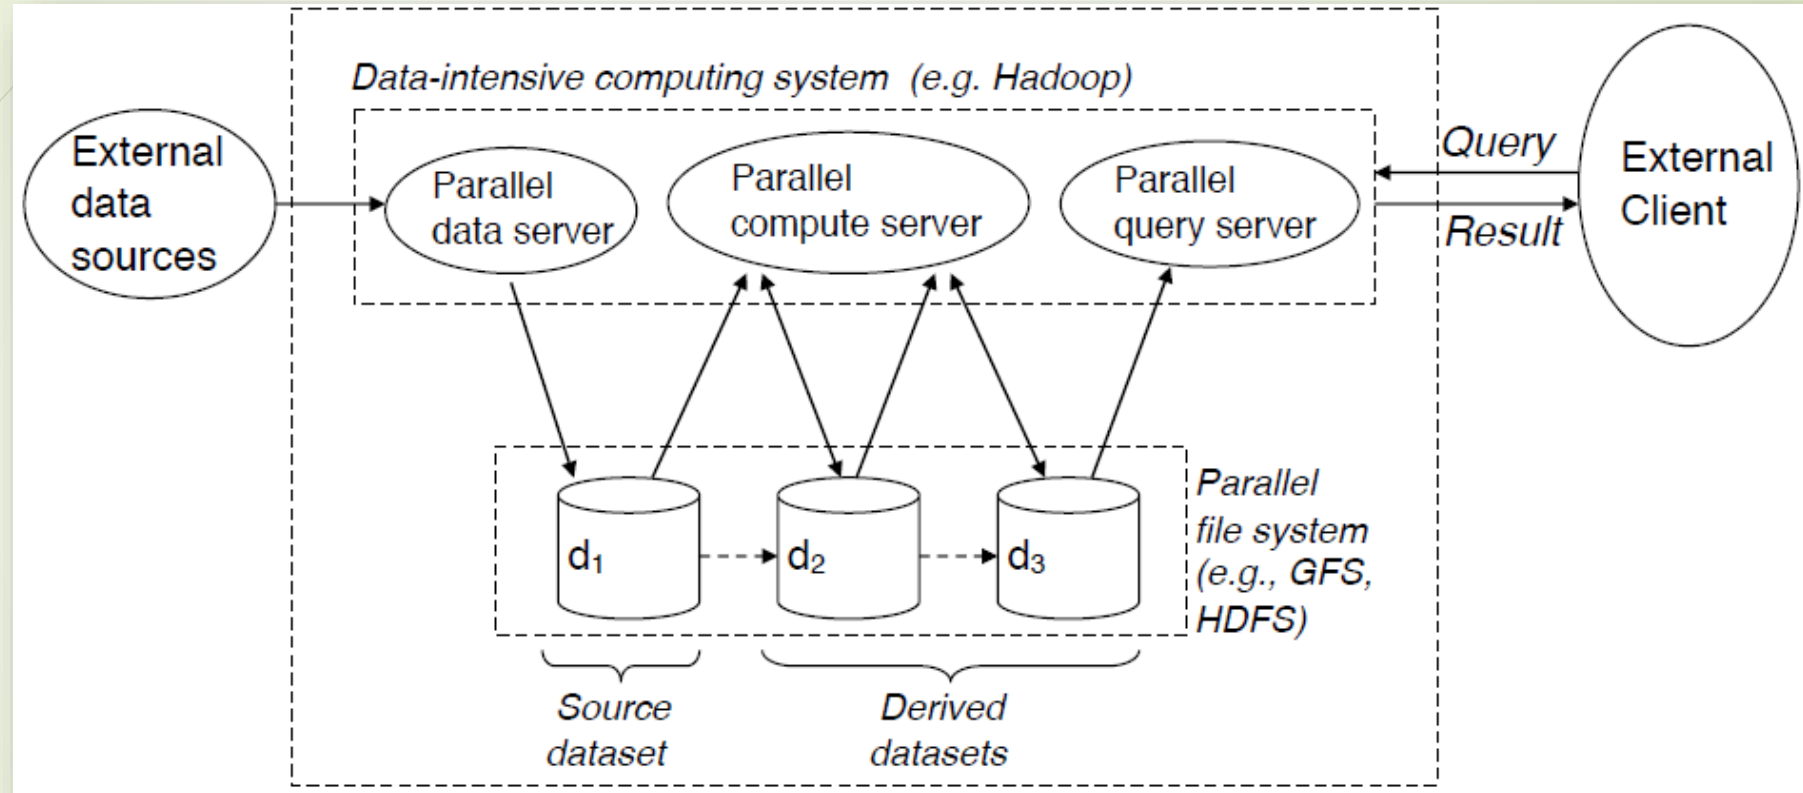 Data-intensive computing system (e.g. Hadoop)
External
data
sources
Parallel
data server
Parallel
compute server
Parallel
query server
Query
Result
External
Client
d₁
d₂
d₃
Parallel
file system
(e.g., GFS,
HDFS)
Source
dataset
Derived
datasets